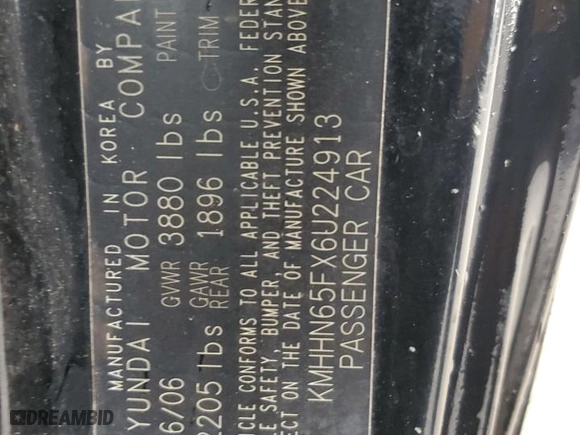 MANUFACTURED IN KOREA BY
YUNDAI MOTOR COMPA
6/06 GVWR 3880 lbs PAINT
2205 lbs GAWR REAR 1896 lbs TRIM
ICLE CONFORMS TO ALL APPLICABLE U.S.A. FEDER
SAFETY, BUMPER, AND THEFT PREVENTION STAN
ECT ON THE DATE OF MANUFACTURE SHOWN ABOVE
KMHHN65FX6U224913
PASSENGER CAR
DREAMBID